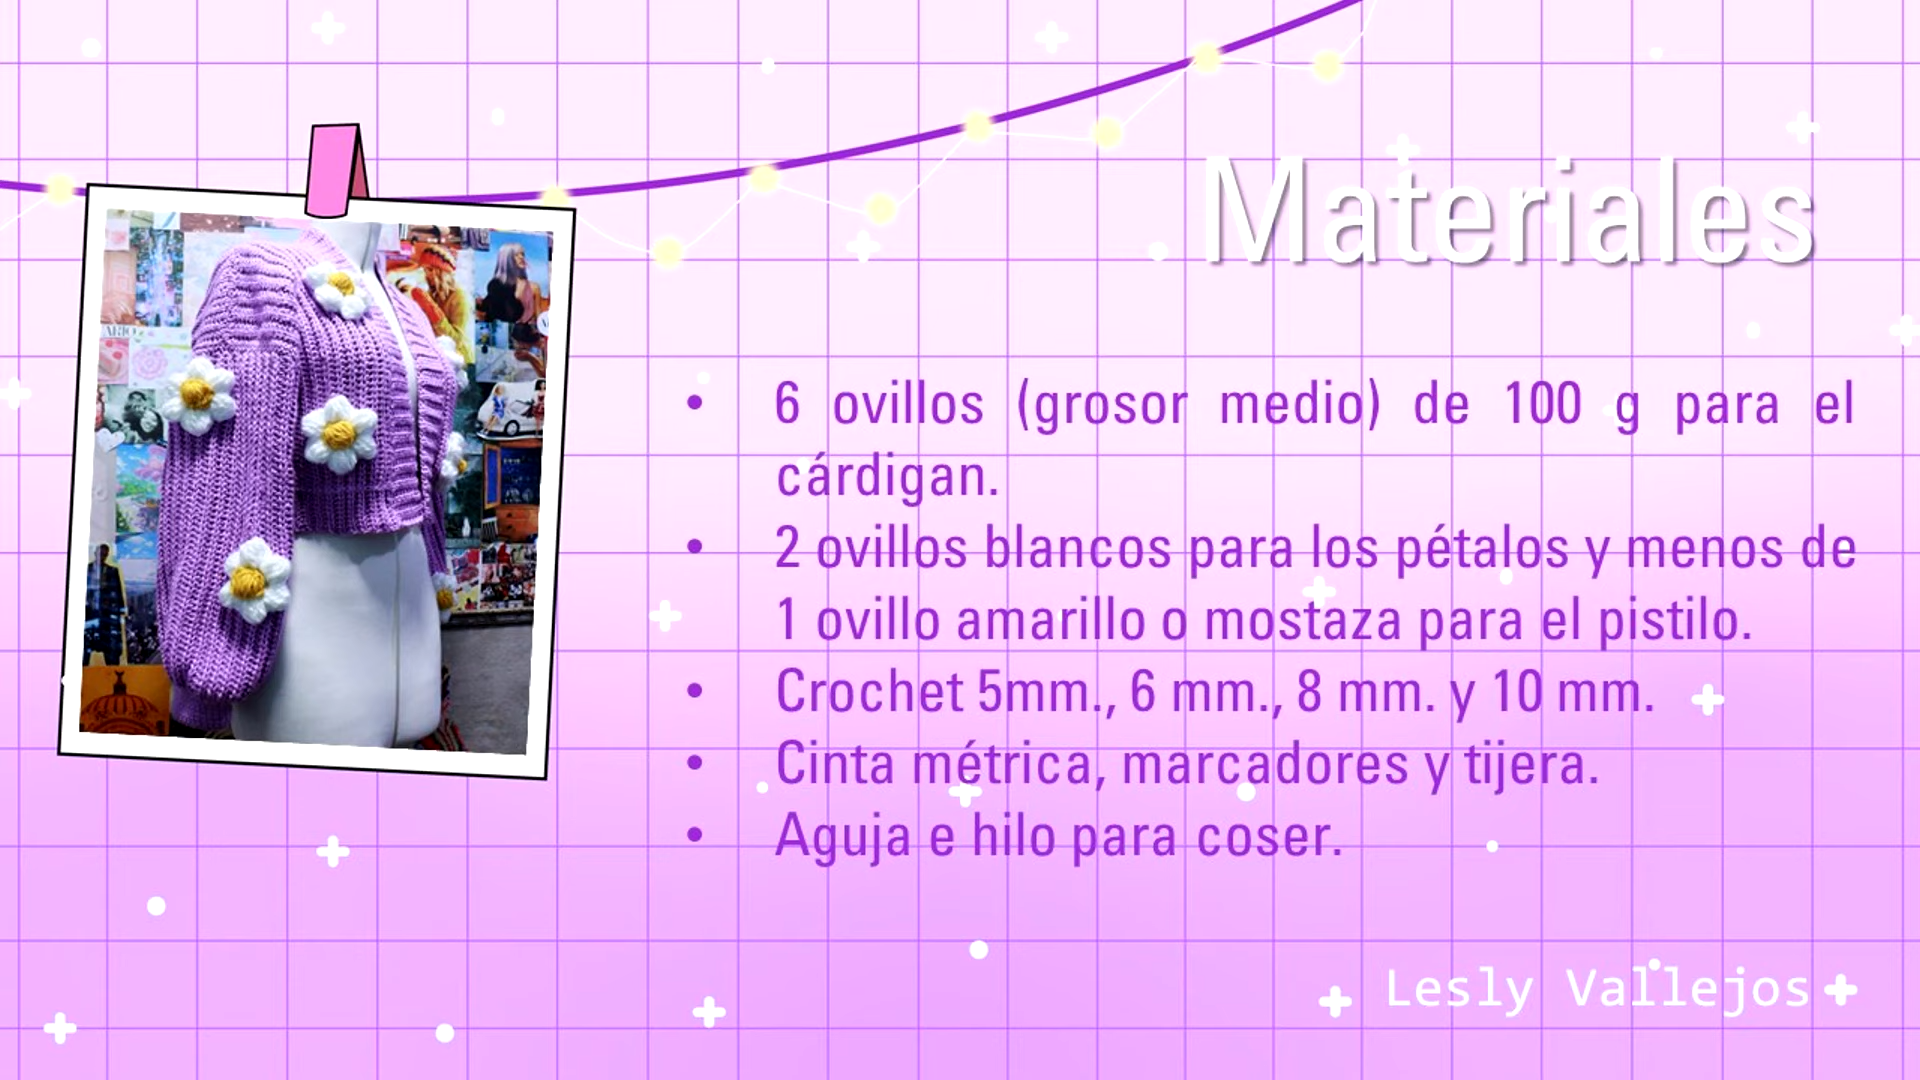 Materiales
• 6 ovillos (grosor medio) de 100 g para el
cárdigan.
• 2 ovillos blancos para los pétalos y menos de
1 ovillo amarillo o mostaza para el pistilo.
• Crochet 5mm., 6 mm., 8 mm. y 10 mm.
• Cinta métrica, marcadores y tijera.
• Aguja e hilo para coser.
Lesly Vallejos